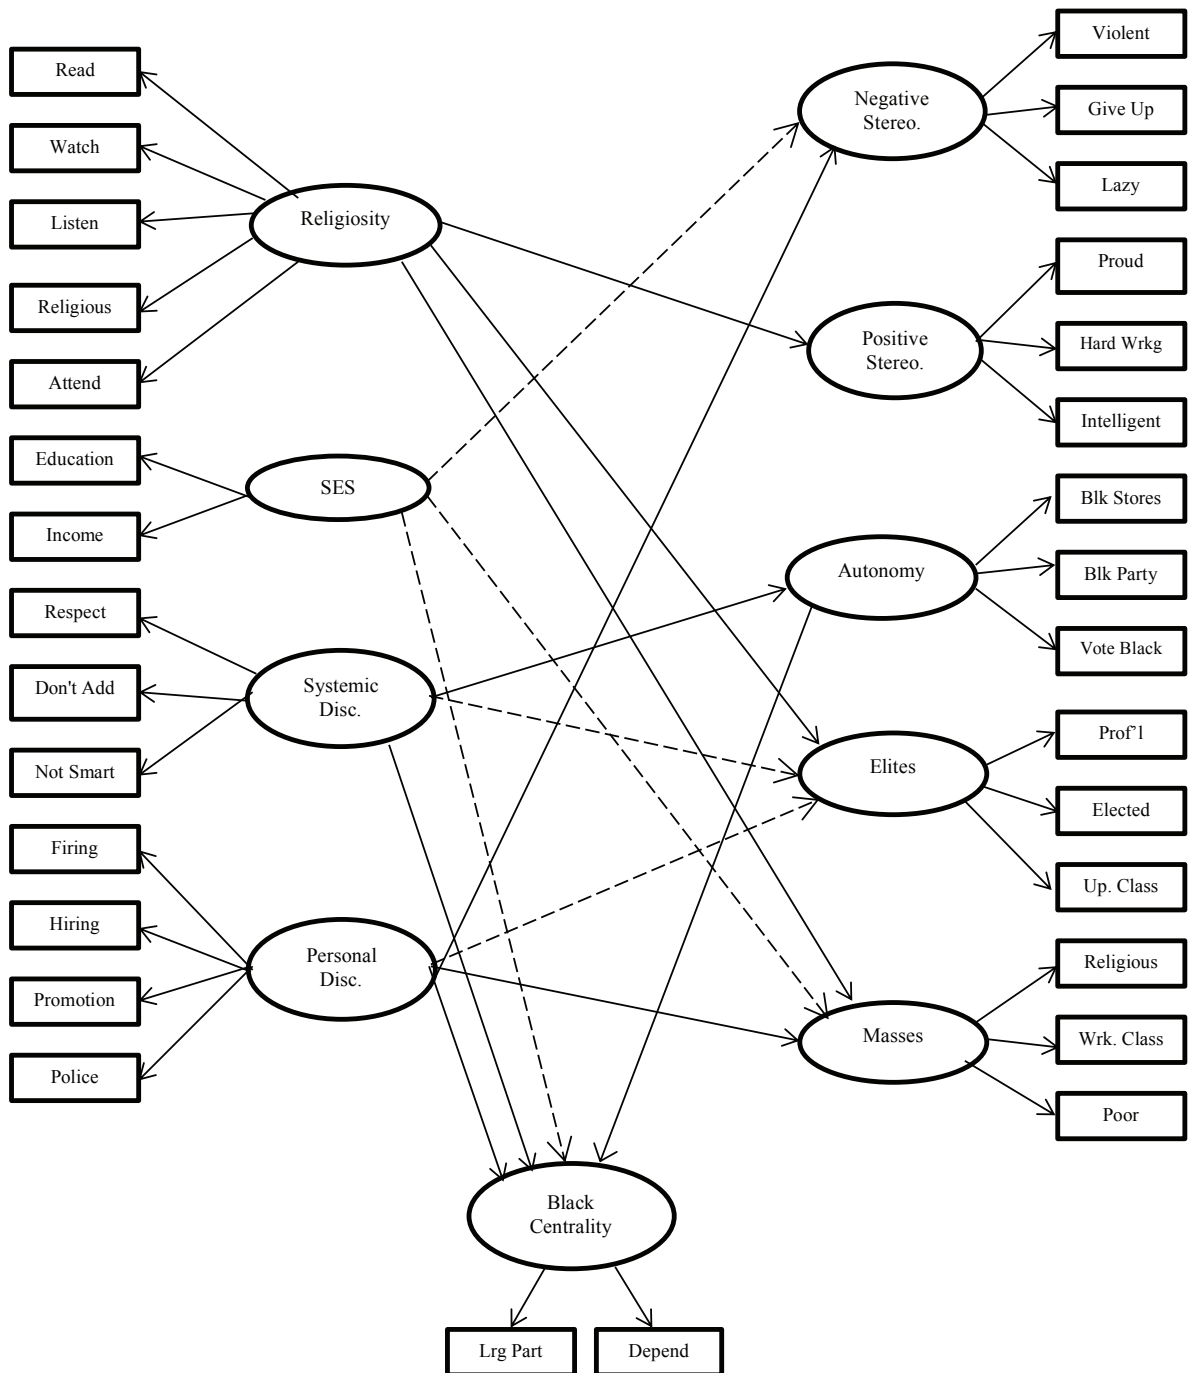 Read
Watch
Listen
Religious
Attend
Education
Income
Respect
Don't Add
Not Smart
Firing
Hiring
Promotion
Police
Religiosity
SES
Systemic
Disc.
Personal
Disc.
Negative
Stereo.
Positive
Stereo.
Autonomy
Elites
Masses
Black
Centrality
Lrg Part
Depend
Violent
Give Up
Lazy
Proud
Hard Wrkg
Intelligent
Blk Stores
Blk Party
Vote Black
Prof’l
Elected
Up. Class
Religious
Wrk. Class
Poor